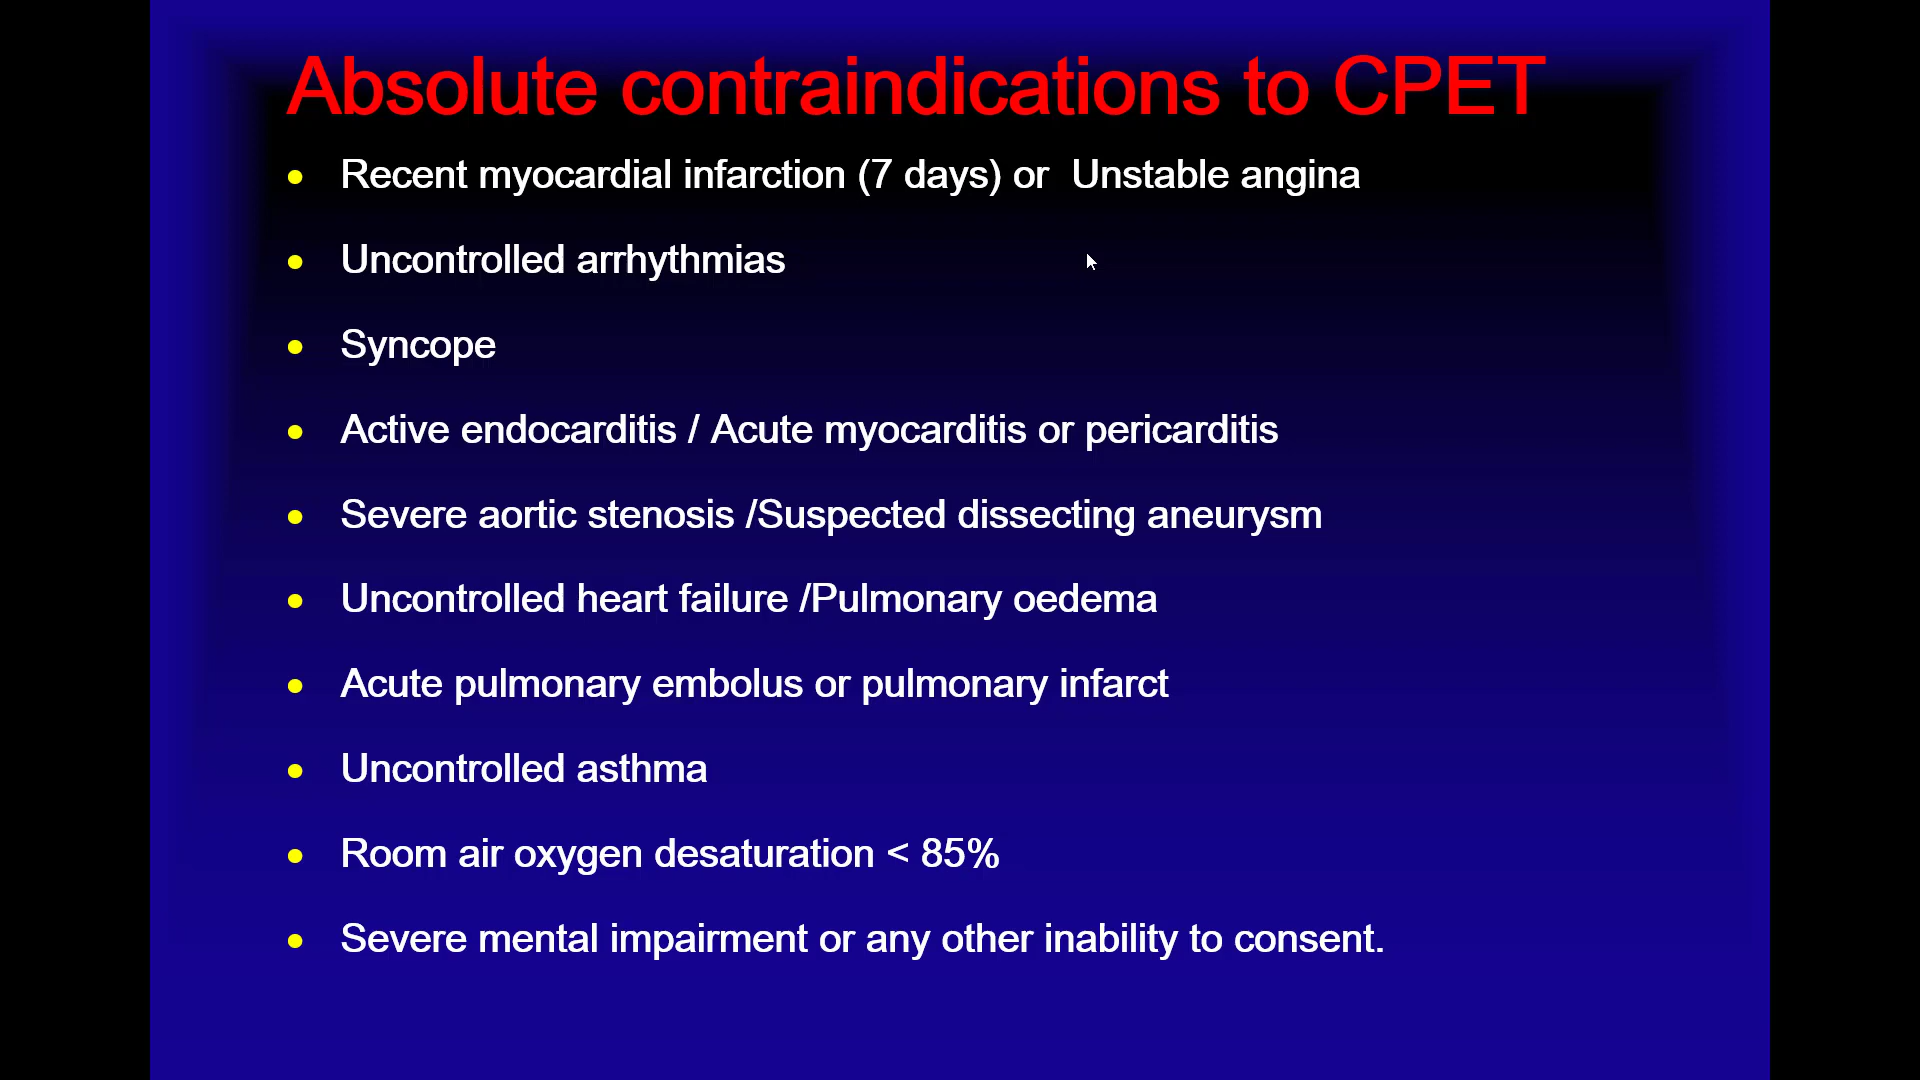 Absolute contraindications to CPET
• Recent myocardial infarction (7 days) or  Unstable angina
• Uncontrolled arrhythmias
• Syncope
• Active endocarditis / Acute myocarditis or pericarditis
• Severe aortic stenosis /Suspected dissecting aneurysm
• Uncontrolled heart failure /Pulmonary oedema
• Acute pulmonary embolus or pulmonary infarct
• Uncontrolled asthma
• Room air oxygen desaturation < 85%
• Severe mental impairment or any other inability to consent.